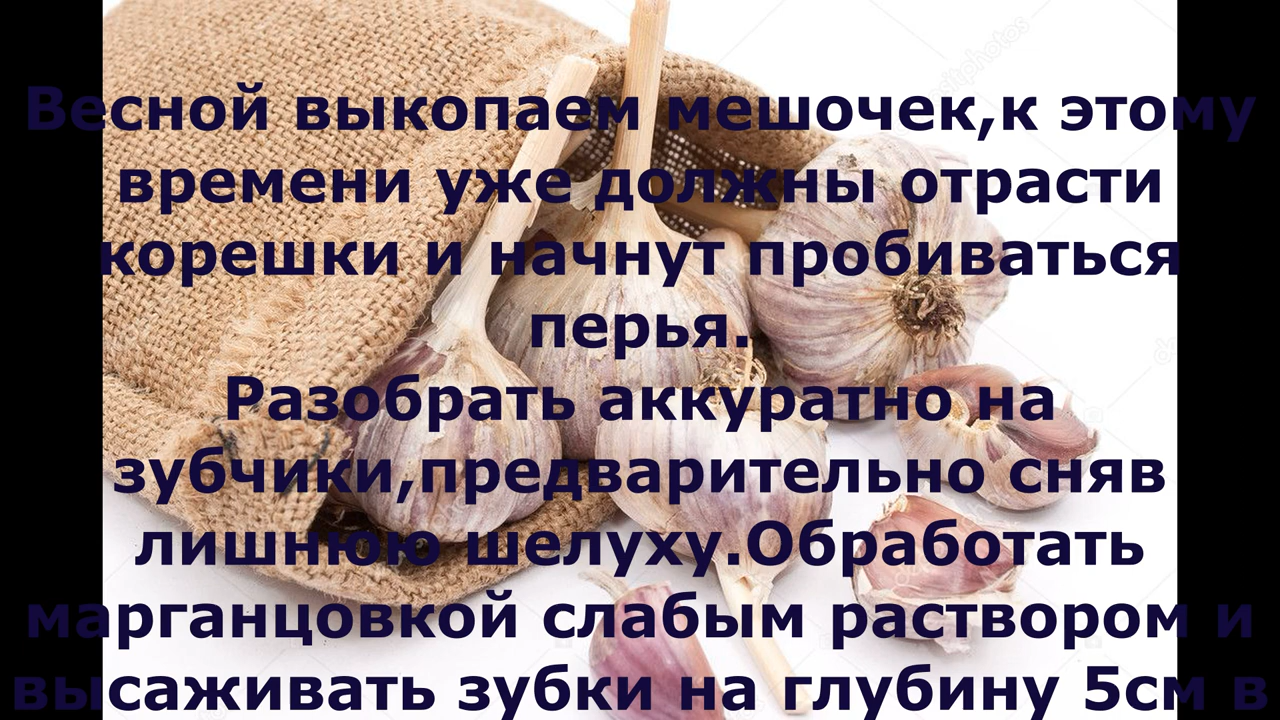 Весной выкопаем мешочек,к этому
времени уже должны отрасти
корешки и начнут пробиваться
перья.
Разобрать аккуратно на
зубчики,предварительно сняв
лишнюю шелуху.Обработать
марганцовкой слабым раствором и
высаживать зубки на глубину 5см в